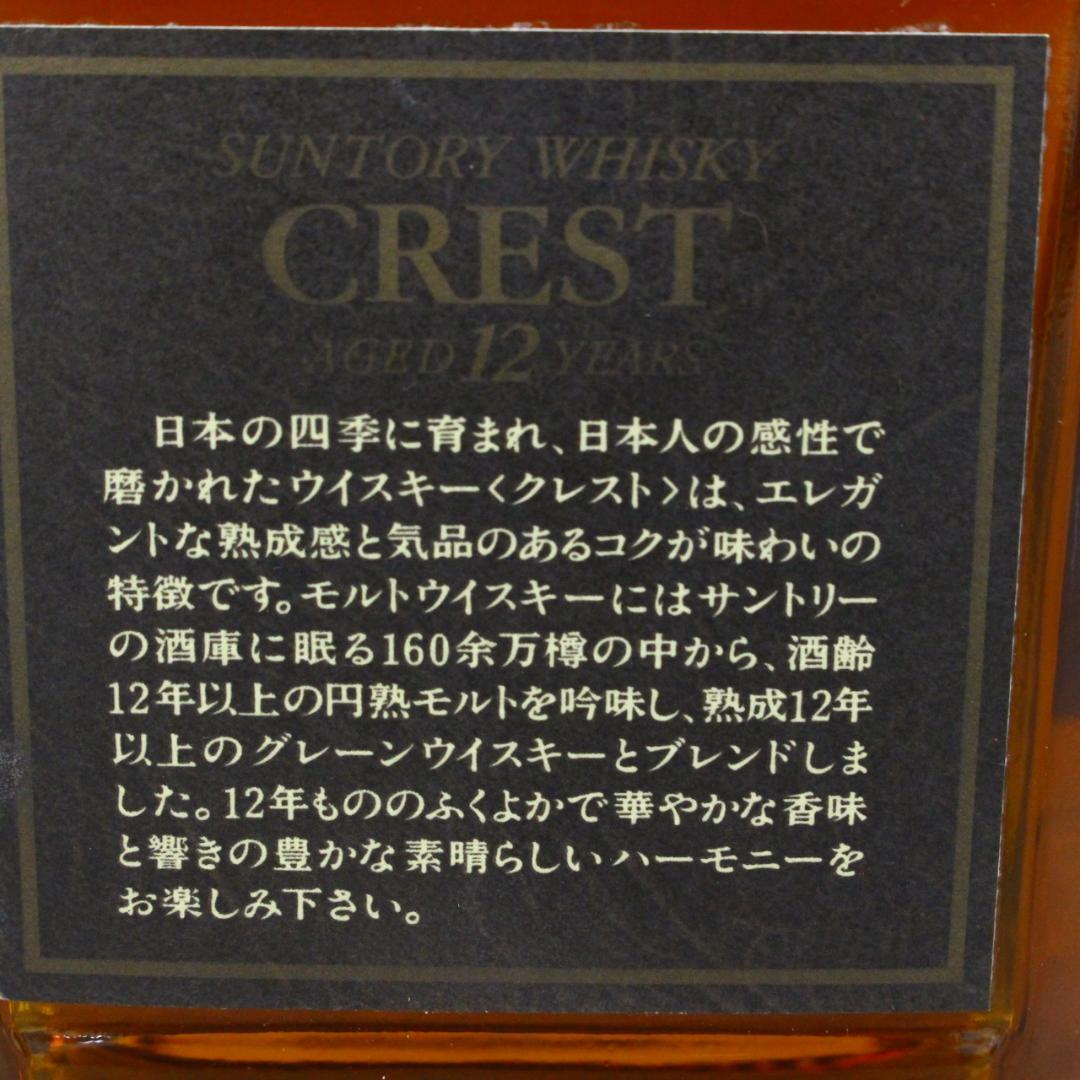 SUNTORY WHISKY
CREST
AGED 12 YEARS
日本の四季に育まれ、日本人の感性で
磨かれたウイスキー〈クレスト〉は、エレガ
ントな熟成感と気品のあるコクが味わいの
特徴です。モルトウイスキーにはサントリー
の酒庫に眠る160余万樽の中から、酒齢
12年以上の円熟モルトを吟味し、熟成12年
以上のグレーンウイスキーとブレンドしま
した。12年もののふくよかで華やかな香味
と響きの豊かな素晴らしいハーモニーを
お楽しみ下さい。